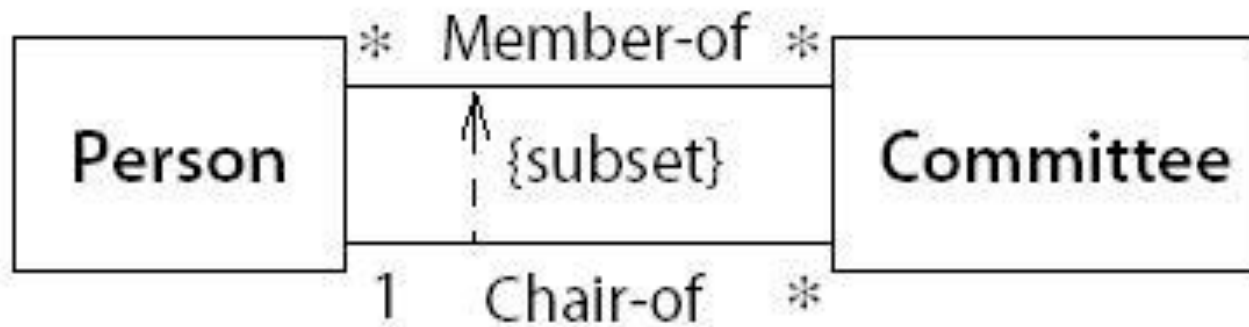 * Member-of *
Person {subset} Committee
1 Chair-of *